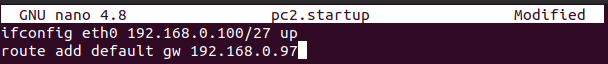 GNU nano 4.8 pc2.startup Modified
ifconfig eth0 192.168.0.100/27 up
route add default gw 192.168.0.97